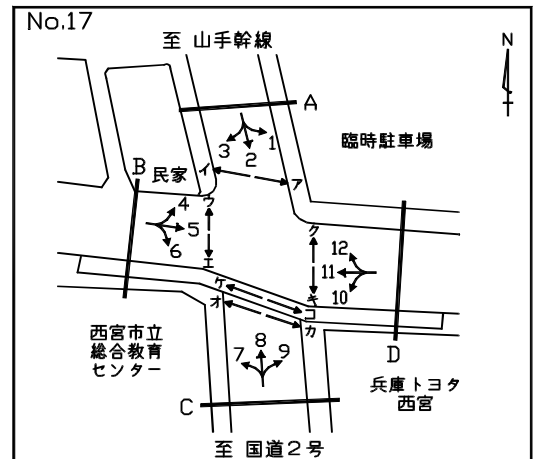 No.17
至 山手幹線
N
A
臨時駐車場
1
2
3
イ
ア
B
民家
ウ
4
5
6
エ
ク
12
11
10
キ
ケ
コ
オ
カ
西宮市立
総合教育
センター
7
8
9
C
D
兵庫トヨタ
西宮
至 国道2号